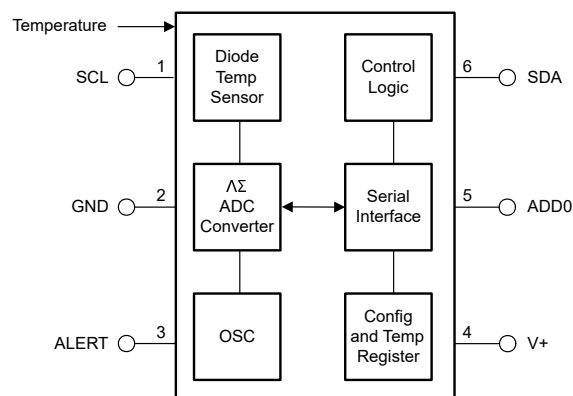 Temperature
SCL
1
Diode
Temp
Sensor
Control
Logic
6
SDA
GND
2
ΛΣ
ADC
Converter
Serial
Interface
5
ADD0
ALERT
3
OSC
Config
and Temp
Register
4
V+